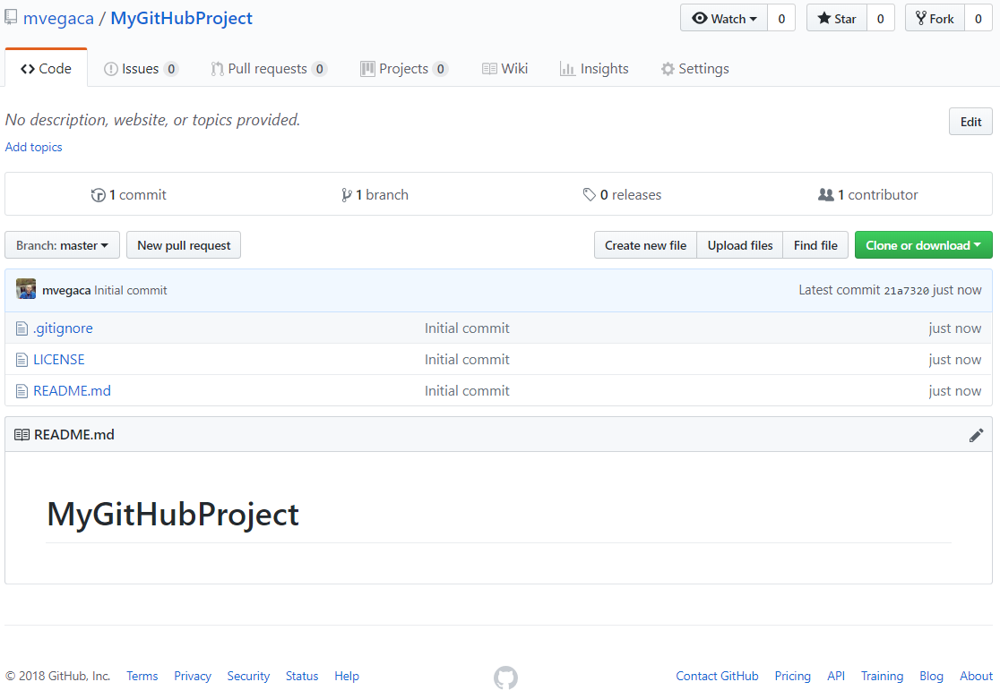 mvegaca / MyGitHubProject Watch 0 Star 0 Fork 0
Code Issues 0 Pull requests 0 Projects 0 Wiki Insights Settings
No description, website, or topics provided. Edit
Add topics
1 commit 1 branch 0 releases 1 contributor
Branch: master New pull request Create new file Upload files Find file Clone or download
mvegaca Initial commit Latest commit 21a7320 just now
.gitignore Initial commit just now
LICENSE Initial commit just now
README.md Initial commit just now
README.md
MyGitHubProject
© 2018 GitHub, Inc. Terms Privacy Security Status Help Contact GitHub Pricing API Training Blog About